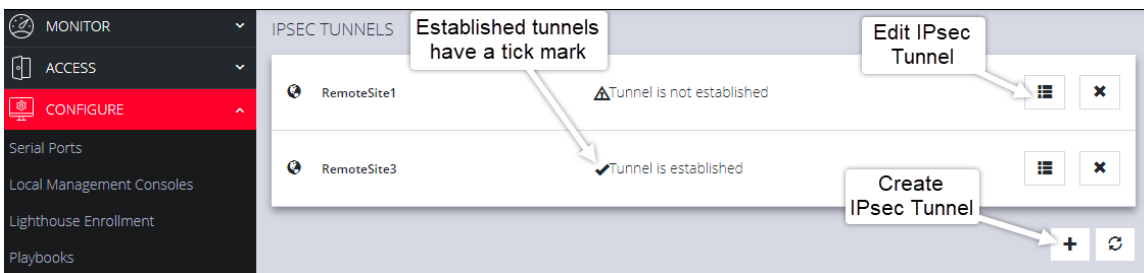 MONITOR
ACCESS
CONFIGURE
Serial Ports
Local Management Consoles
Lighthouse Enrollment
Playbooks
IPSEC TUNNELS
Established tunnels
have a tick mark
Edit IPsec
Tunnel
RemoteSite1 Tunnel is not established
RemoteSite3 Tunnel is established
Create
IPsec Tunnel